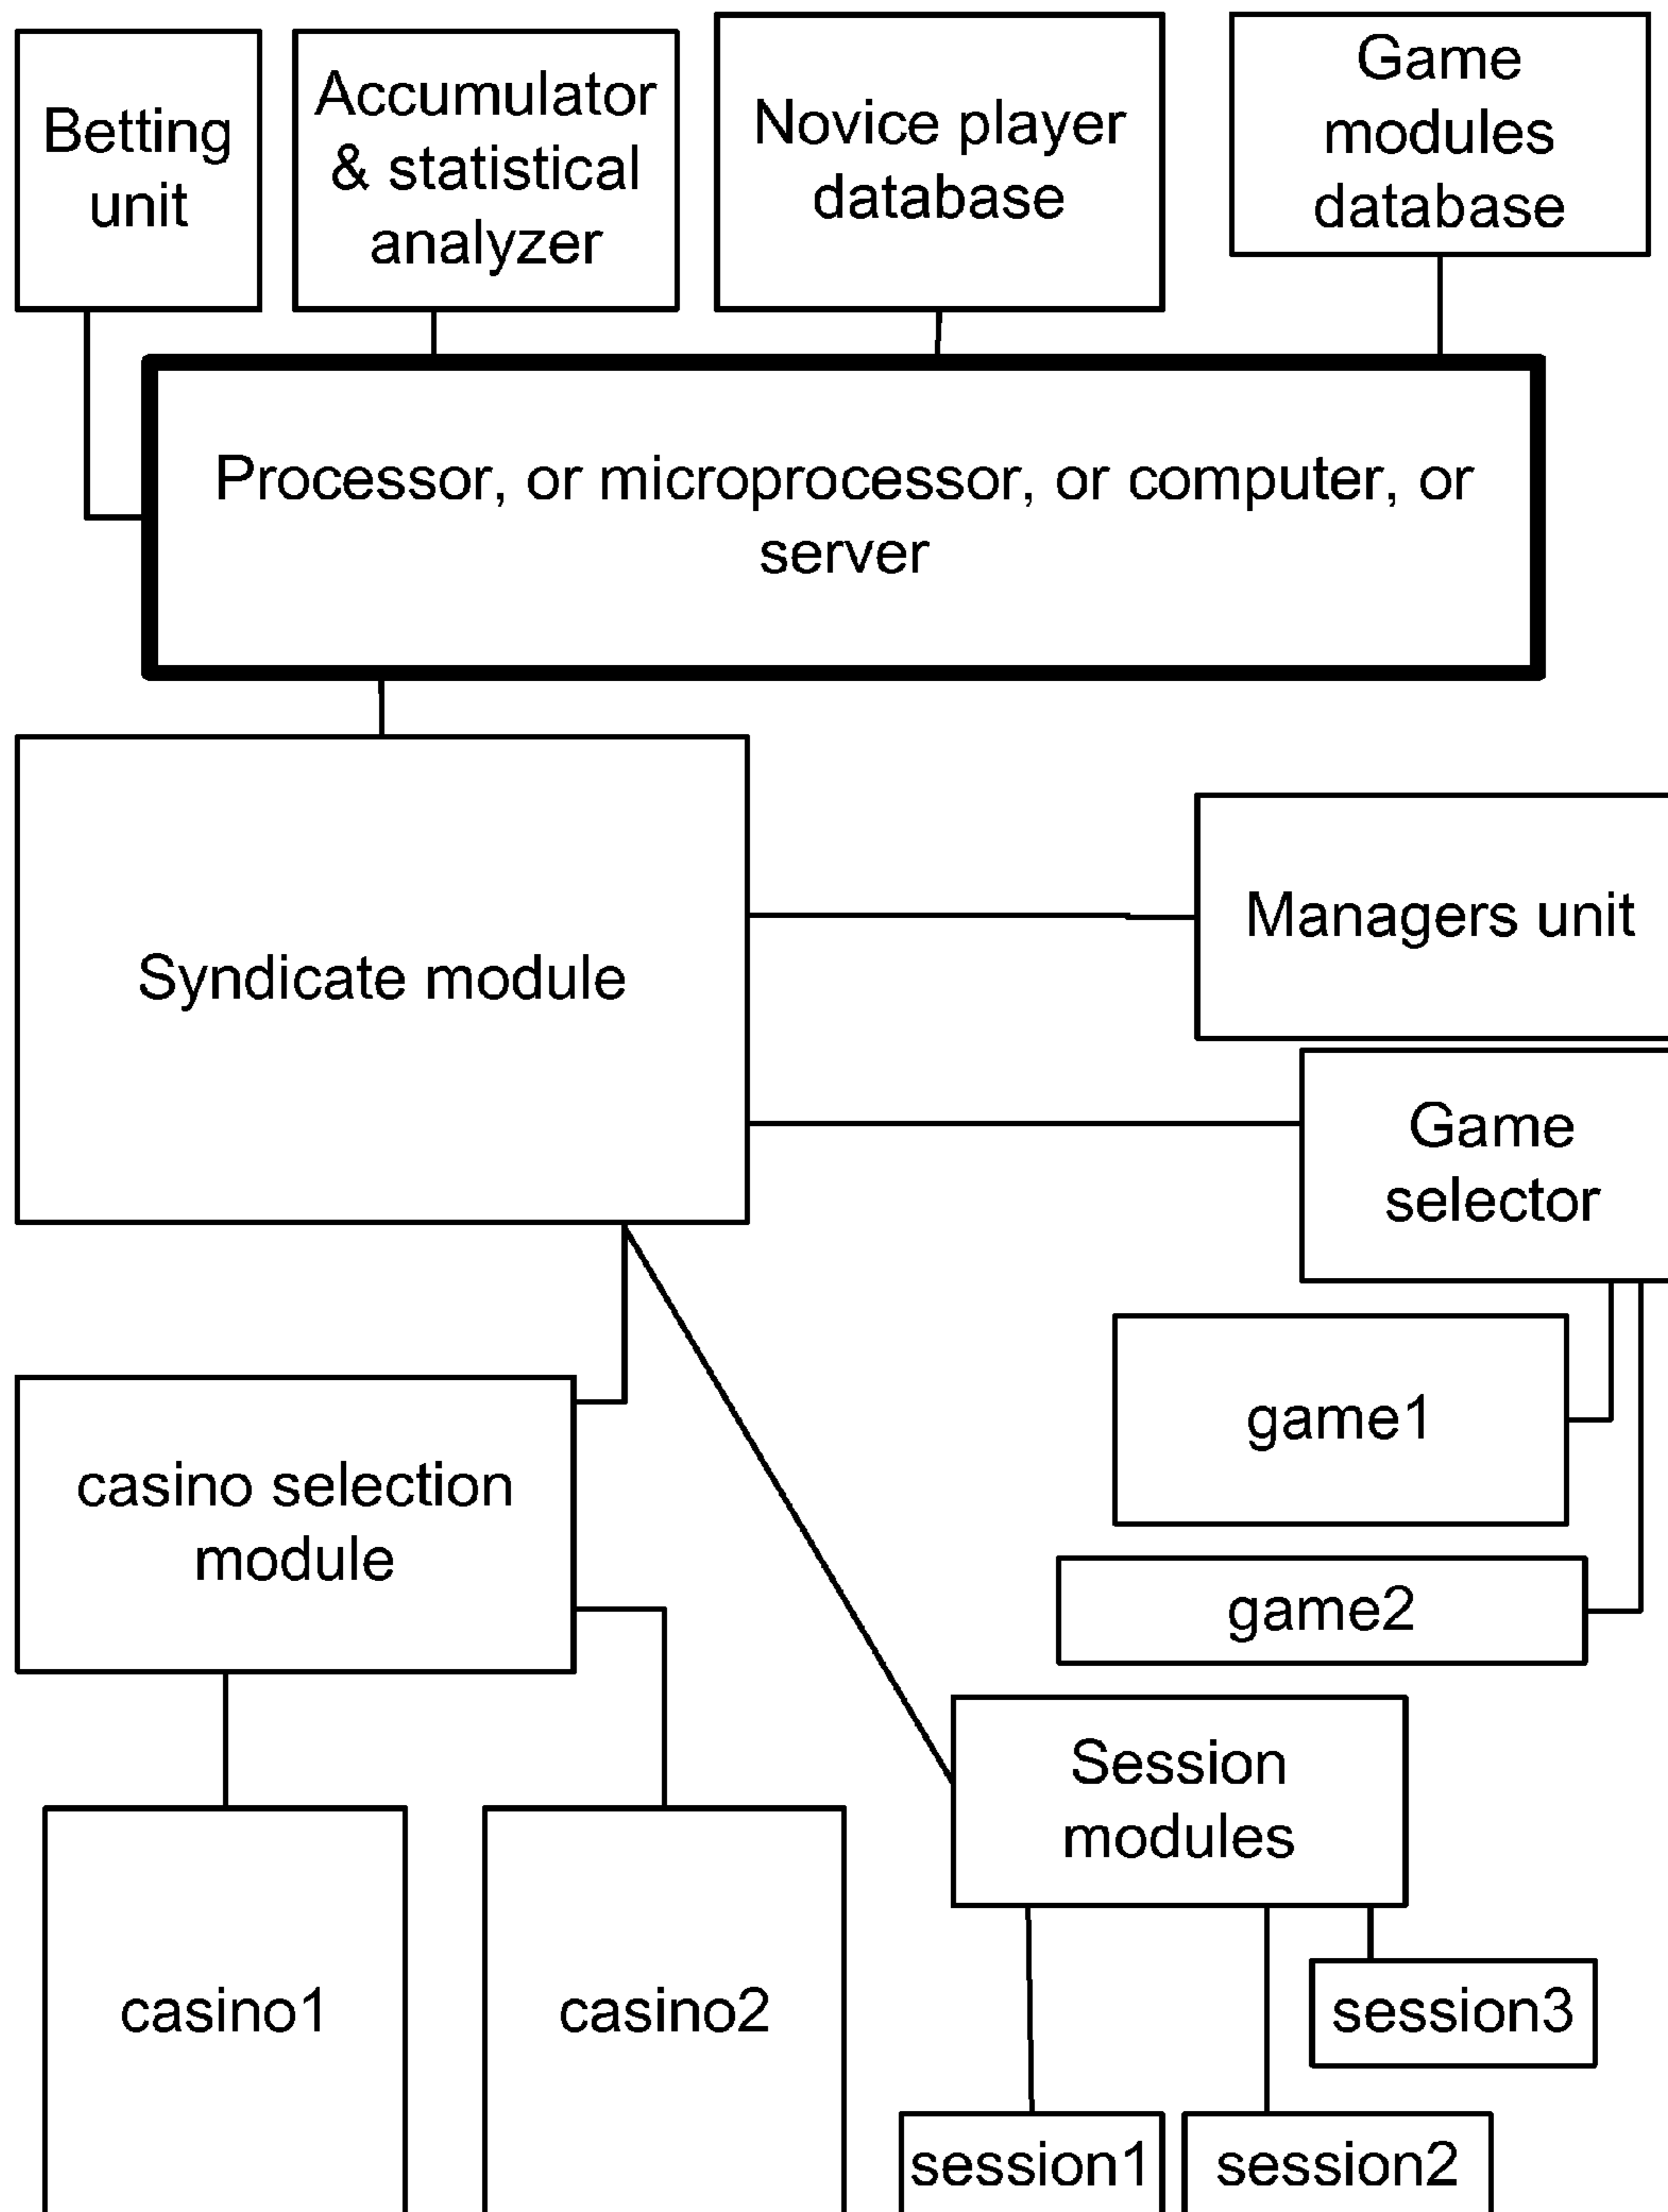 Betting
unit
Accumulator
& statistical
analyzer
Novice player
database
Game
modules
database
Processor, or microprocessor, or computer, or
server
Syndicate module
Managers unit
Game
selector
game1
casino selection
module
game2
Session
modules
casino1
casino2
session3
session1
session2